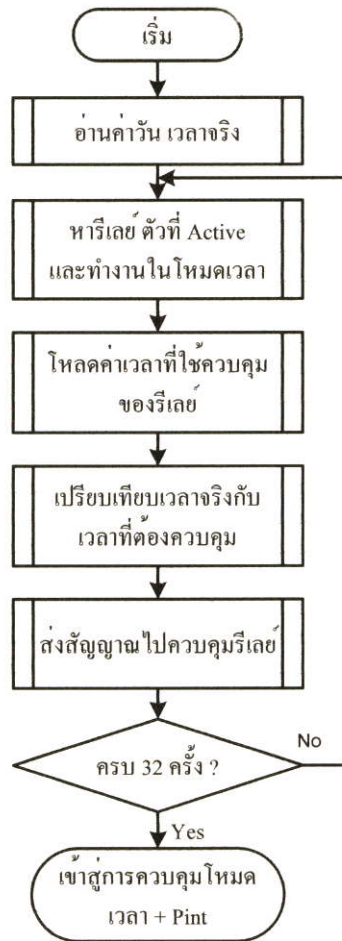 เริ่ม
อ่านค่าวัน เวลาจริง
หารีเลย์ ตัวที่ Active
และทำงานในโหมดเวลา
โหลดค่าเวลาที่ใช้ควบคุม
ของรีเลย์
เปรียบเทียบเวลาจริงกับ
เวลาที่ต้องควบคุม
ส่งสัญญาณไปควบคุมรีเลย์
ครบ 32 ครั้ง ?
No
Yes
เข้าสู่การควบคุมโหมด
เวลา + Pint